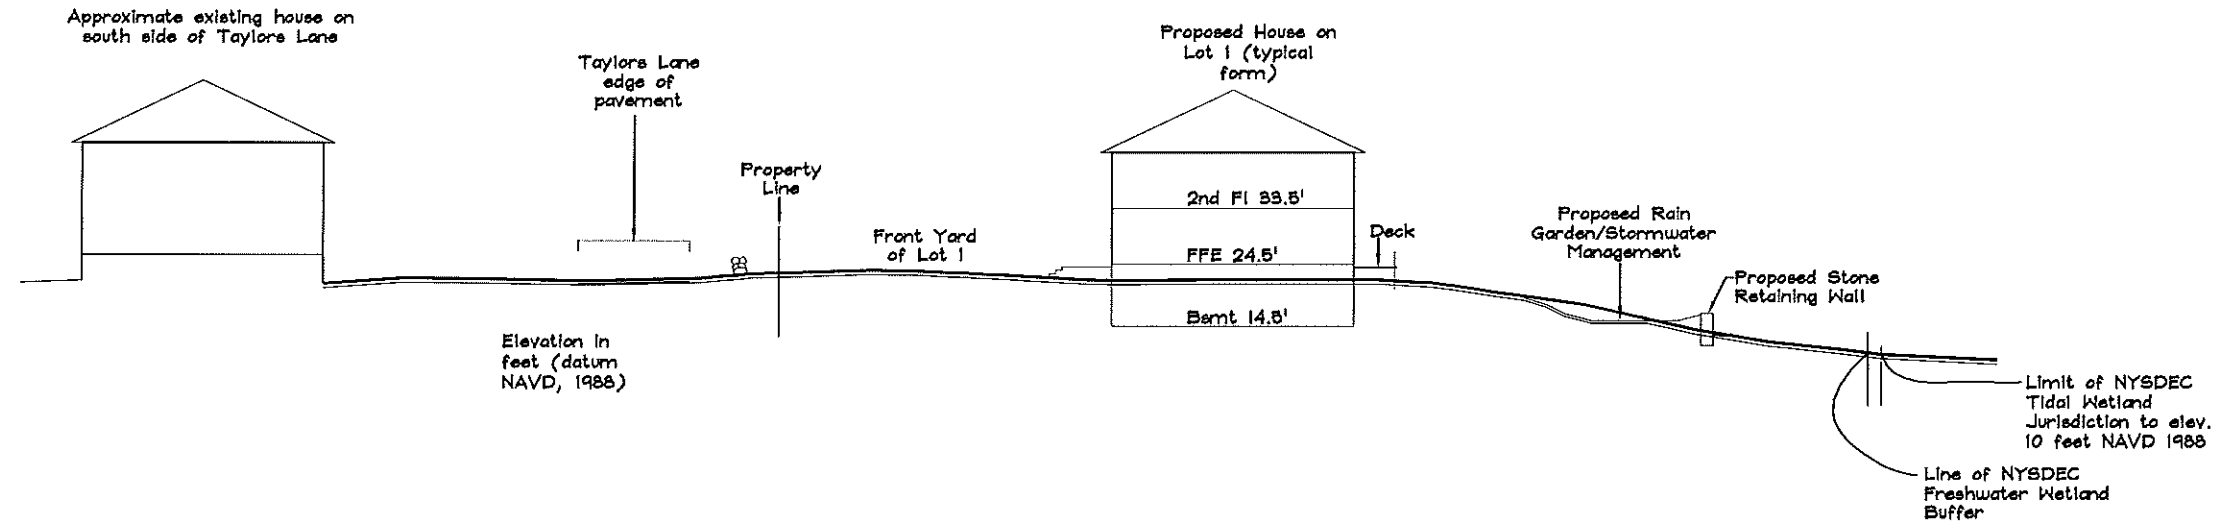 Approximate existing house on
south side of Taylors Lane
Taylors Lane
edge of
pavement
Property
Line
Proposed House on
Lot 1 (typical
form)
2nd Fl 33.5'
Front Yard
of Lot 1
FFE 24.5'
Deck
Bsmt 14.5'
Proposed Rain
Garden/Stormwater
Management
Proposed Stone
Retaining Wall
Elevation in
feet (datum
NAVD, 1988)
Limit of NYSDEC
Tidal Wetland
Jurisdiction to elev.
10 feet NAVD 1988
Line of NYSDEC
Freshwater Wetland
Buffer